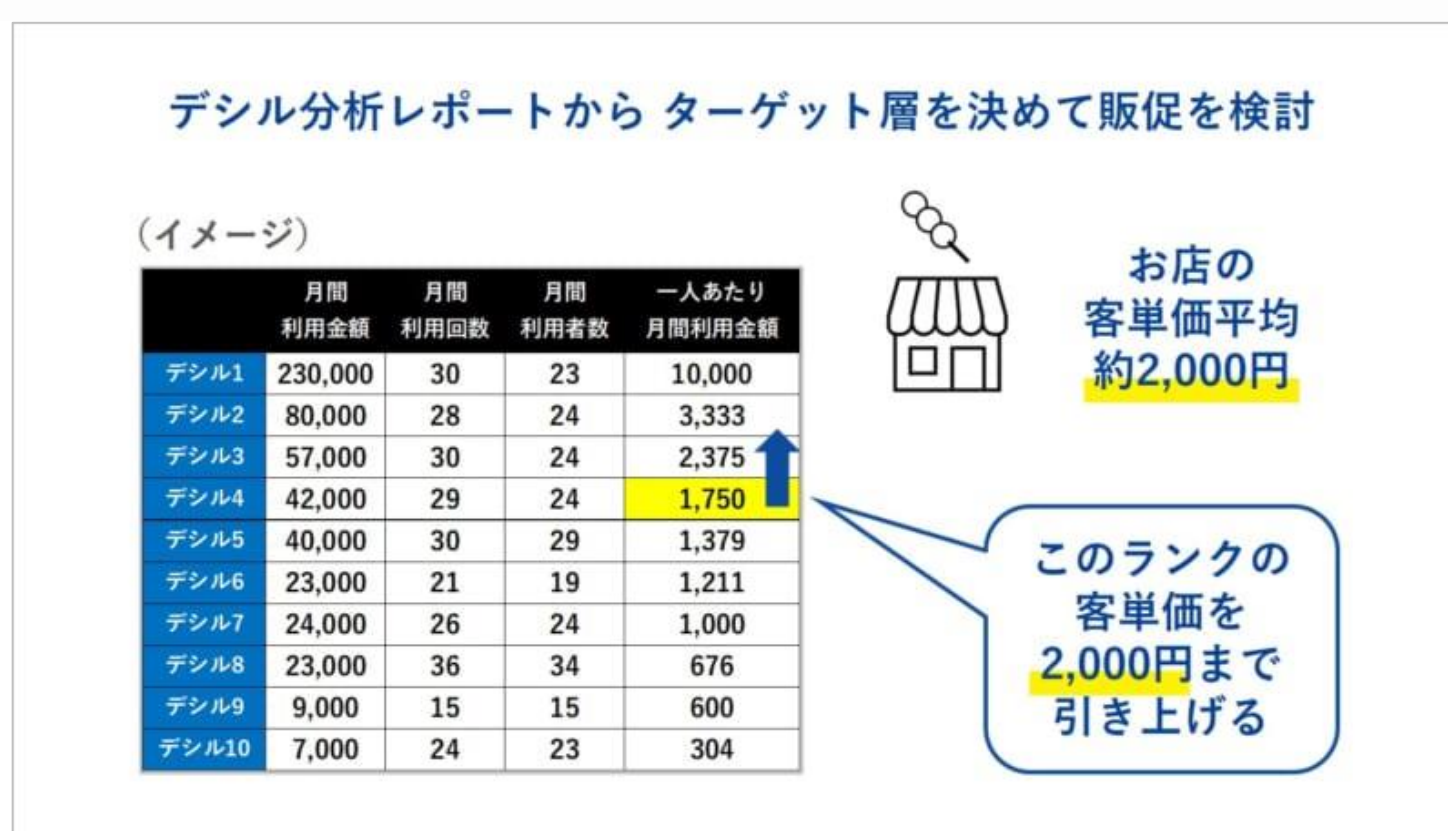 デシル分析レポートから ターゲット層を決めて販促を検討
（イメージ）
月間 月間 月間 一人あたり
利用金額 利用回数 利用者数 月間利用金額
デシル1 230,000 30 23 10,000
デシル2 80,000 28 24 3,333
デシル3 57,000 30 24 2,375
デシル4 42,000 29 24 1,750
デシル5 40,000 30 29 1,379
デシル6 23,000 21 19 1,211
デシル7 24,000 26 24 1,000
デシル8 23,000 36 34 676
デシル9 9,000 15 15 600
デシル10 7,000 24 23 304
お店の
客単価平均
約2,000円
このランクの
客単価を
2,000円まで
引き上げる